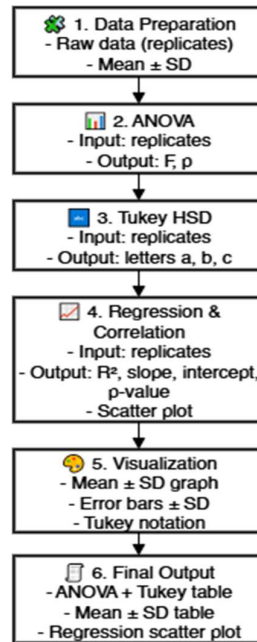 1. Data Preparation
- Raw data (replicates)
- Mean ± SD
2. ANOVA
- Input: replicates
- Output: F, p
abc 3. Tukey HSD
- Input: replicates
- Output: letters a, b, c
4. Regression &
Correlation
- Input: replicates
- Output: R², slope, intercept,
p-value
- Scatter plot
5. Visualization
- Mean ± SD graph
- Error bars ± SD
- Tukey notation
6. Final Output
- ANOVA + Tukey table
- Mean ± SD table
- Regression scatter plot